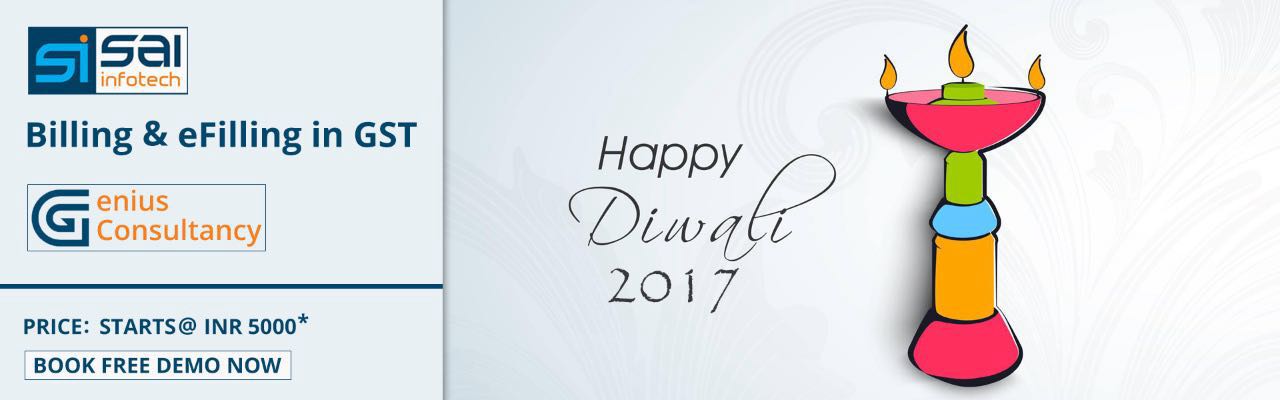 Si SAI
infotech
Billing & eFilling in GST
G enius
Consultancy
PRICE: STARTS@ INR 5000*
BOOK FREE DEMO NOW
Happy
Diwali
2017